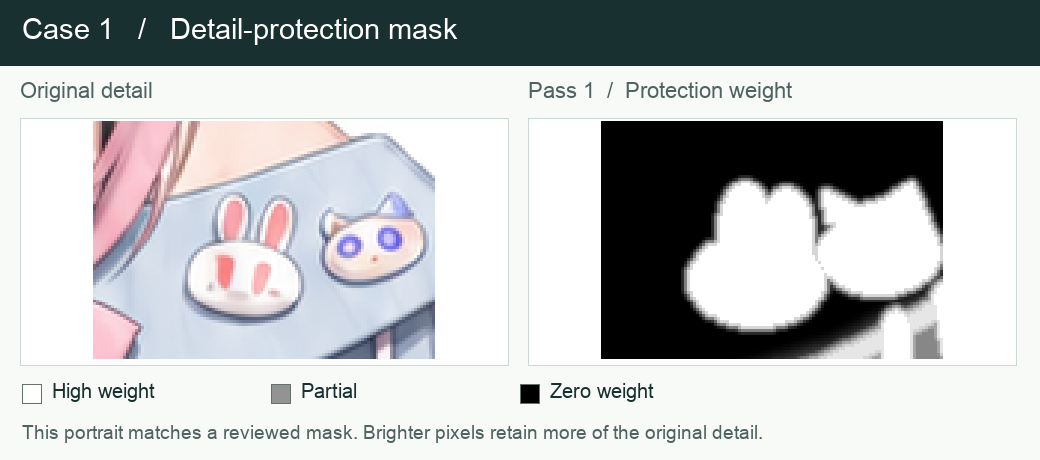 Case 1 / Detail-protection mask
Original detail
Pass 1 / Protection weight
High weight
Partial
Zero weight
This portrait matches a reviewed mask. Brighter pixels retain more of the original detail.